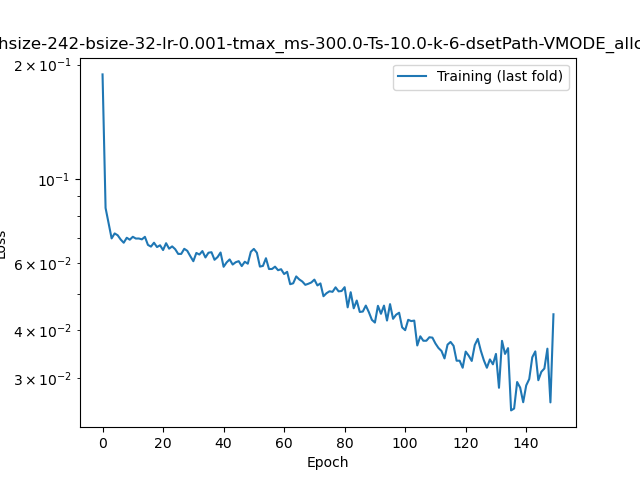 hsize-242-bsize-32-lr-0.001-tmax_ms-300.0-Ts-10.0-k-6-dsetPath-VMODE_allo
Training (last fold)
2 × 10⁻¹
10⁻¹
6 × 10⁻²
4 × 10⁻²
3 × 10⁻²
Loss
0 20 40 60 80 100 120 140
Epoch